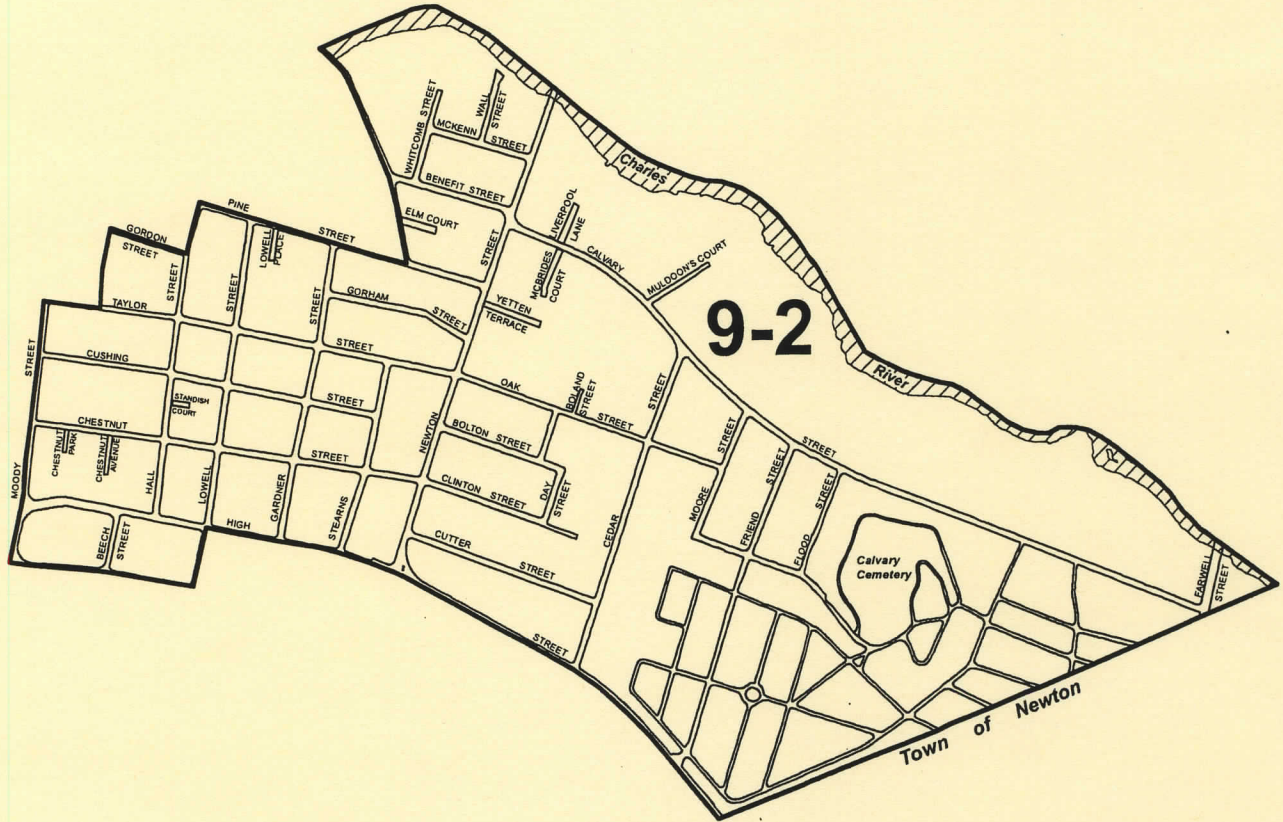 WHITCOMB STREET
WALL
STREET
MCKENN
STREET
BENEFIT STREET
ELM COURT
Charles
LIVERPOOL
LANE
MCBRIDES
COURT
CALVARY
MULDOON'S COURT
9-2
River
PINE
STREET
GORDON
STREET
LOWELL
PLACE
STREET
STREET
STREET
STREET
GORHAM
STREET
YETTEN
TERRACE
TAYLOR
STREET
STREET
CUSHING
STREET
STANDISH
COURT
OAK
STREET
BOLAND
STREET
STREET
STREET
STREET
STREET
STREET
STREET
CHESTNUT
STREET
CHESTNUT
PARK
CHESTNUT
AVENUE
BOLTON STREET
NEWTON
CLINTON STREET
DAY
STREET
MOODY
HALL
LOWELL
GARDNER
STEARNS
CEDAR
MOORE
FRIEND
FLOOD
HIGH
BEECH
STREET
CUTTER
STREET
STREET
Calvary
Cemetery
FARWELL
STREET
Town of Newton